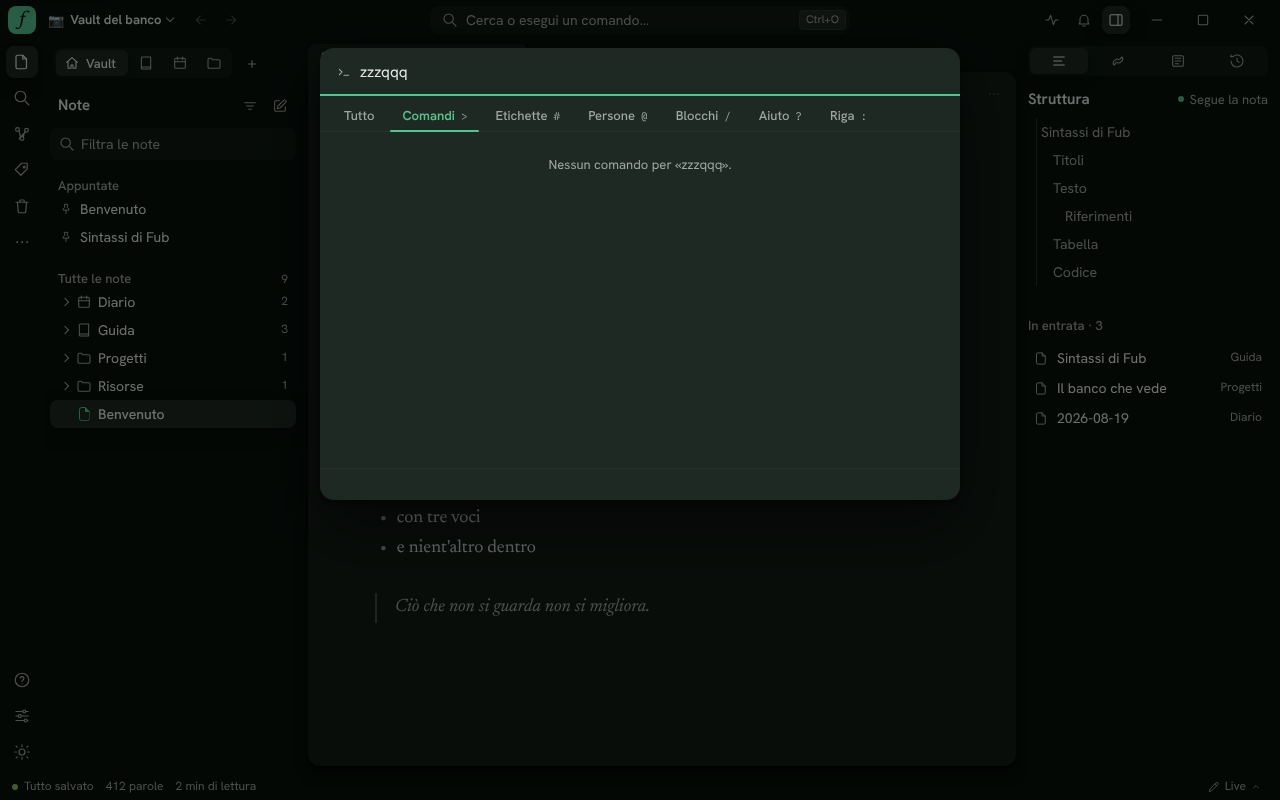 f
Vault del banco
Cerca o esegui un comando...
Ctrl+O
Vault
Note
Filtra le note
Appuntate
Benvenuto
Sintassi di Fub
Tutte le note 9
Diario 2
Guida 3
Progetti 1
Risorse 1
Benvenuto
zzzqqq
Tutto
Comandi >
Etichette #
Persone @
Blocchi /
Aiuto ?
Riga :
Nessun comando per «zzzqqq».
• con tre voci
• e nient'altro dentro
Ciò che non si guarda non si migliora.
Struttura
Segue la nota
Sintassi di Fub
Titoli
Testo
Riferimenti
Tabella
Codice
In entrata · 3
Sintassi di Fub Guida
Il banco che vede Progetti
2026-08-19 Diario
Tutto salvato 412 parole 2 min di lettura
Live